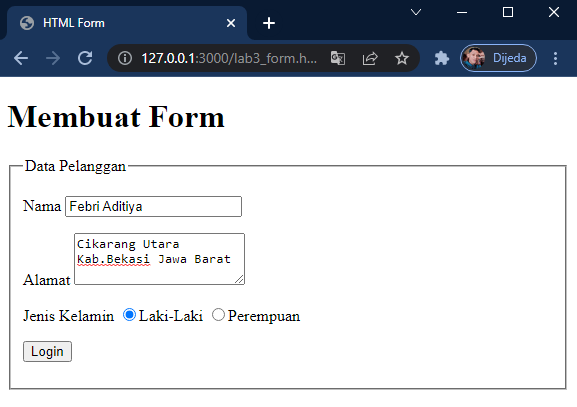 HTML Form
127.0.0.1:3000/lab3_form.h...
Dijeda
Membuat Form
Data Pelanggan
Nama Febri Aditiya
Alamat Cikarang Utara
Kab.Bekasi Jawa Barat
Jenis Kelamin Laki-Laki Perempuan
Login